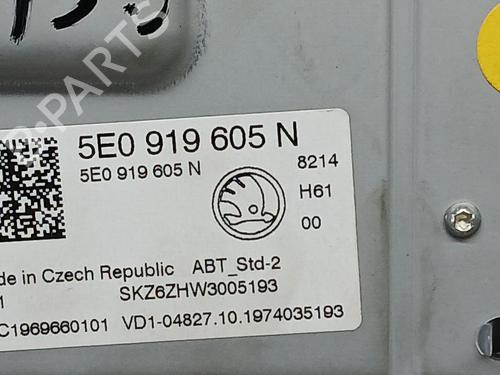 5E0 919 605 N
5E0 919 605 N
8214
H61
00
de in Czech Republic ABT_Std-2
1 SKZ6ZHW3005193
C1969660101 VD1-04827.10.1974035193